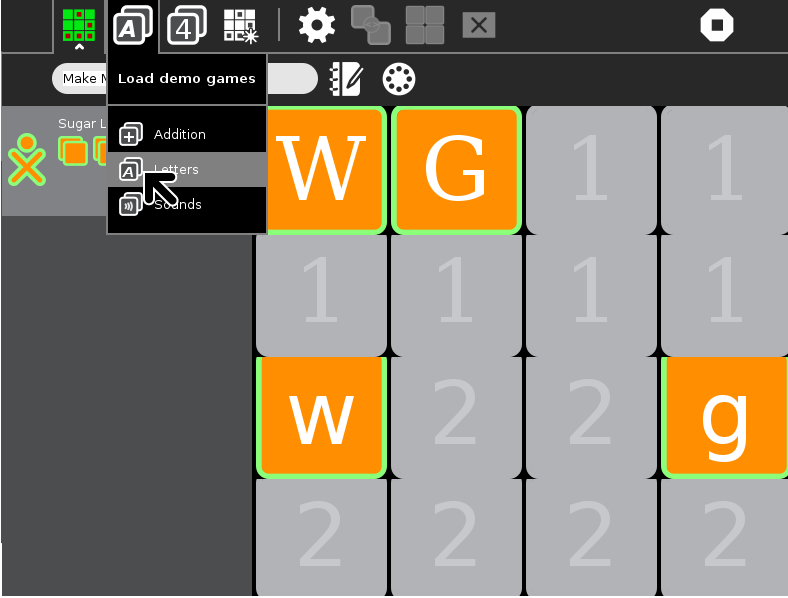 A 4
Load demo games
Make M
Sugar L
Addition
A Letters
Sounds
W G 1 1
1 1 1 1
w 2 2 g
2 2 2 2